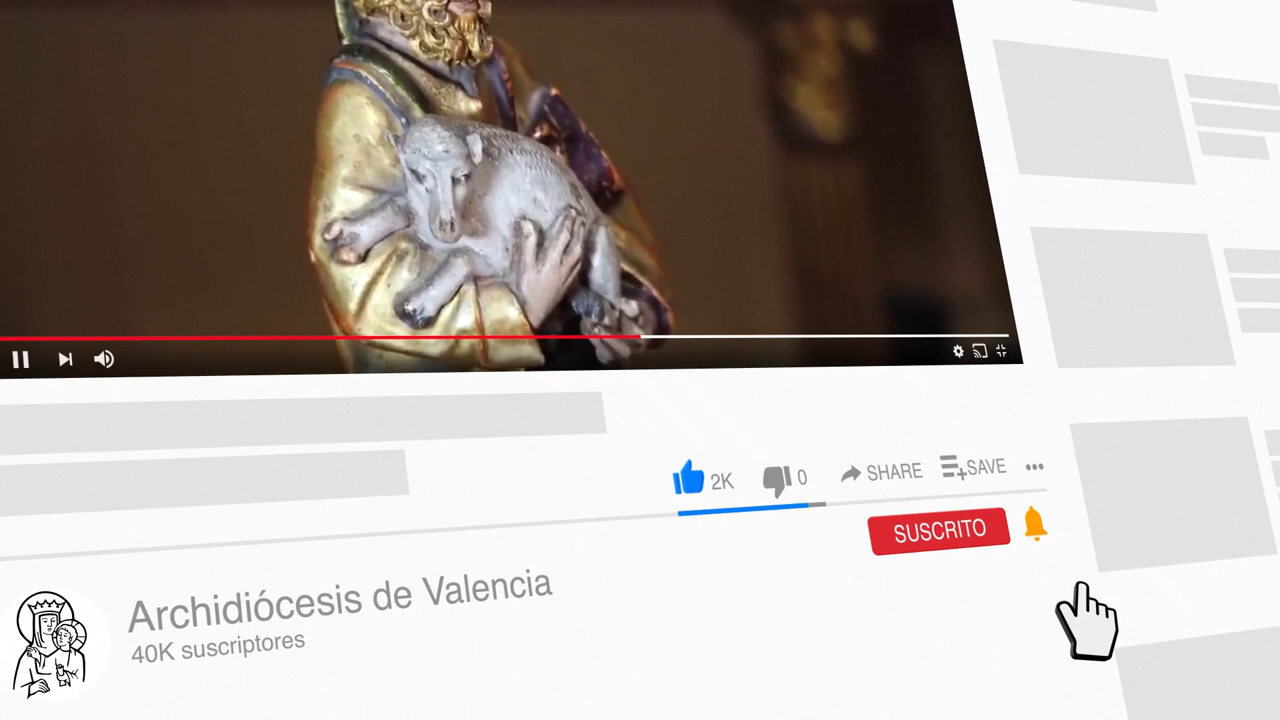 2K
0
SHARE
SAVE
SUSCRITO
Archidiócesis de Valencia
40K suscriptores